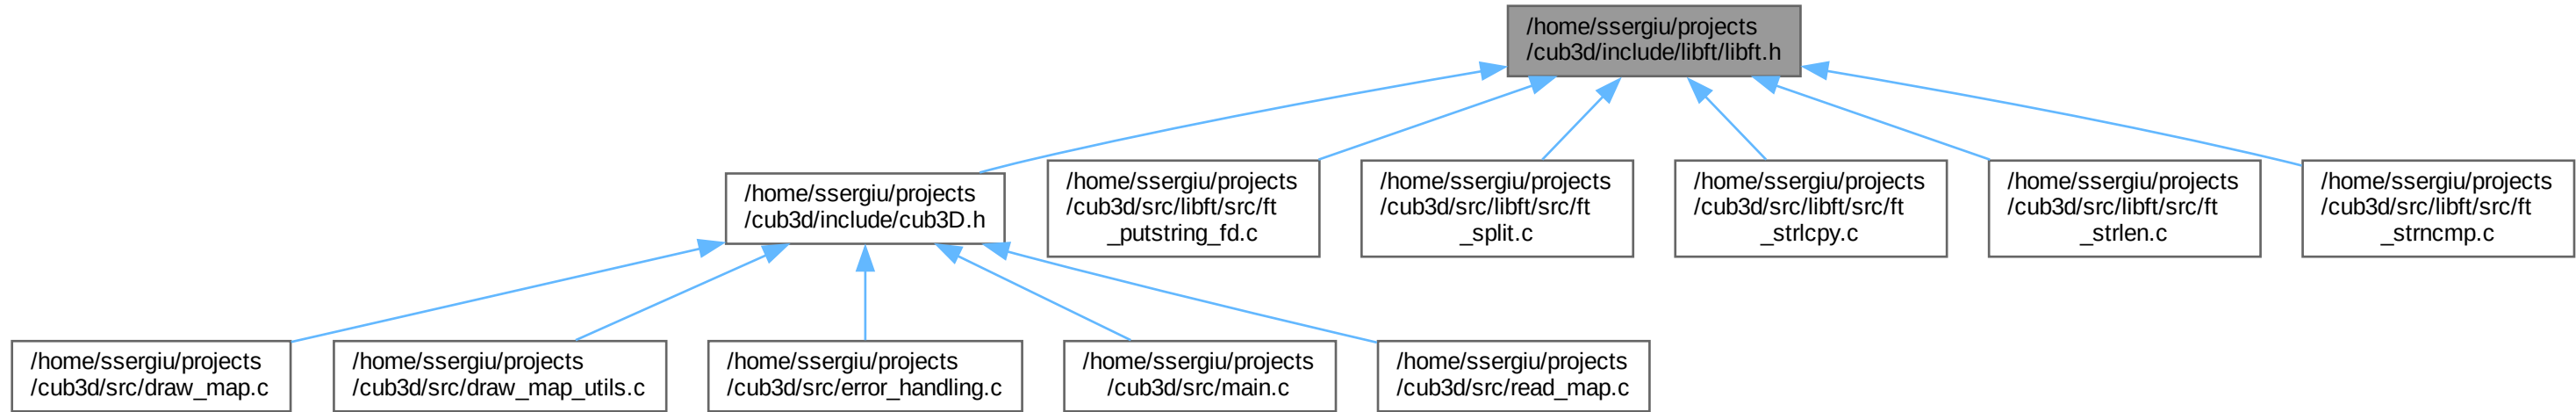 /home/ssergiu/projects
/cub3d/include/libft/libft.h
/home/ssergiu/projects
/cub3d/include/cub3D.h
/home/ssergiu/projects
/cub3d/src/libft/src/ft
_putstring_fd.c
/home/ssergiu/projects
/cub3d/src/libft/src/ft
_split.c
/home/ssergiu/projects
/cub3d/src/libft/src/ft
_strlcpy.c
/home/ssergiu/projects
/cub3d/src/libft/src/ft
_strlen.c
/home/ssergiu/projects
/cub3d/src/libft/src/ft
_strncmp.c
/home/ssergiu/projects
/cub3d/src/draw_map.c
/home/ssergiu/projects
/cub3d/src/draw_map_utils.c
/home/ssergiu/projects
/cub3d/src/error_handling.c
/home/ssergiu/projects
/cub3d/src/main.c
/home/ssergiu/projects
/cub3d/src/read_map.c